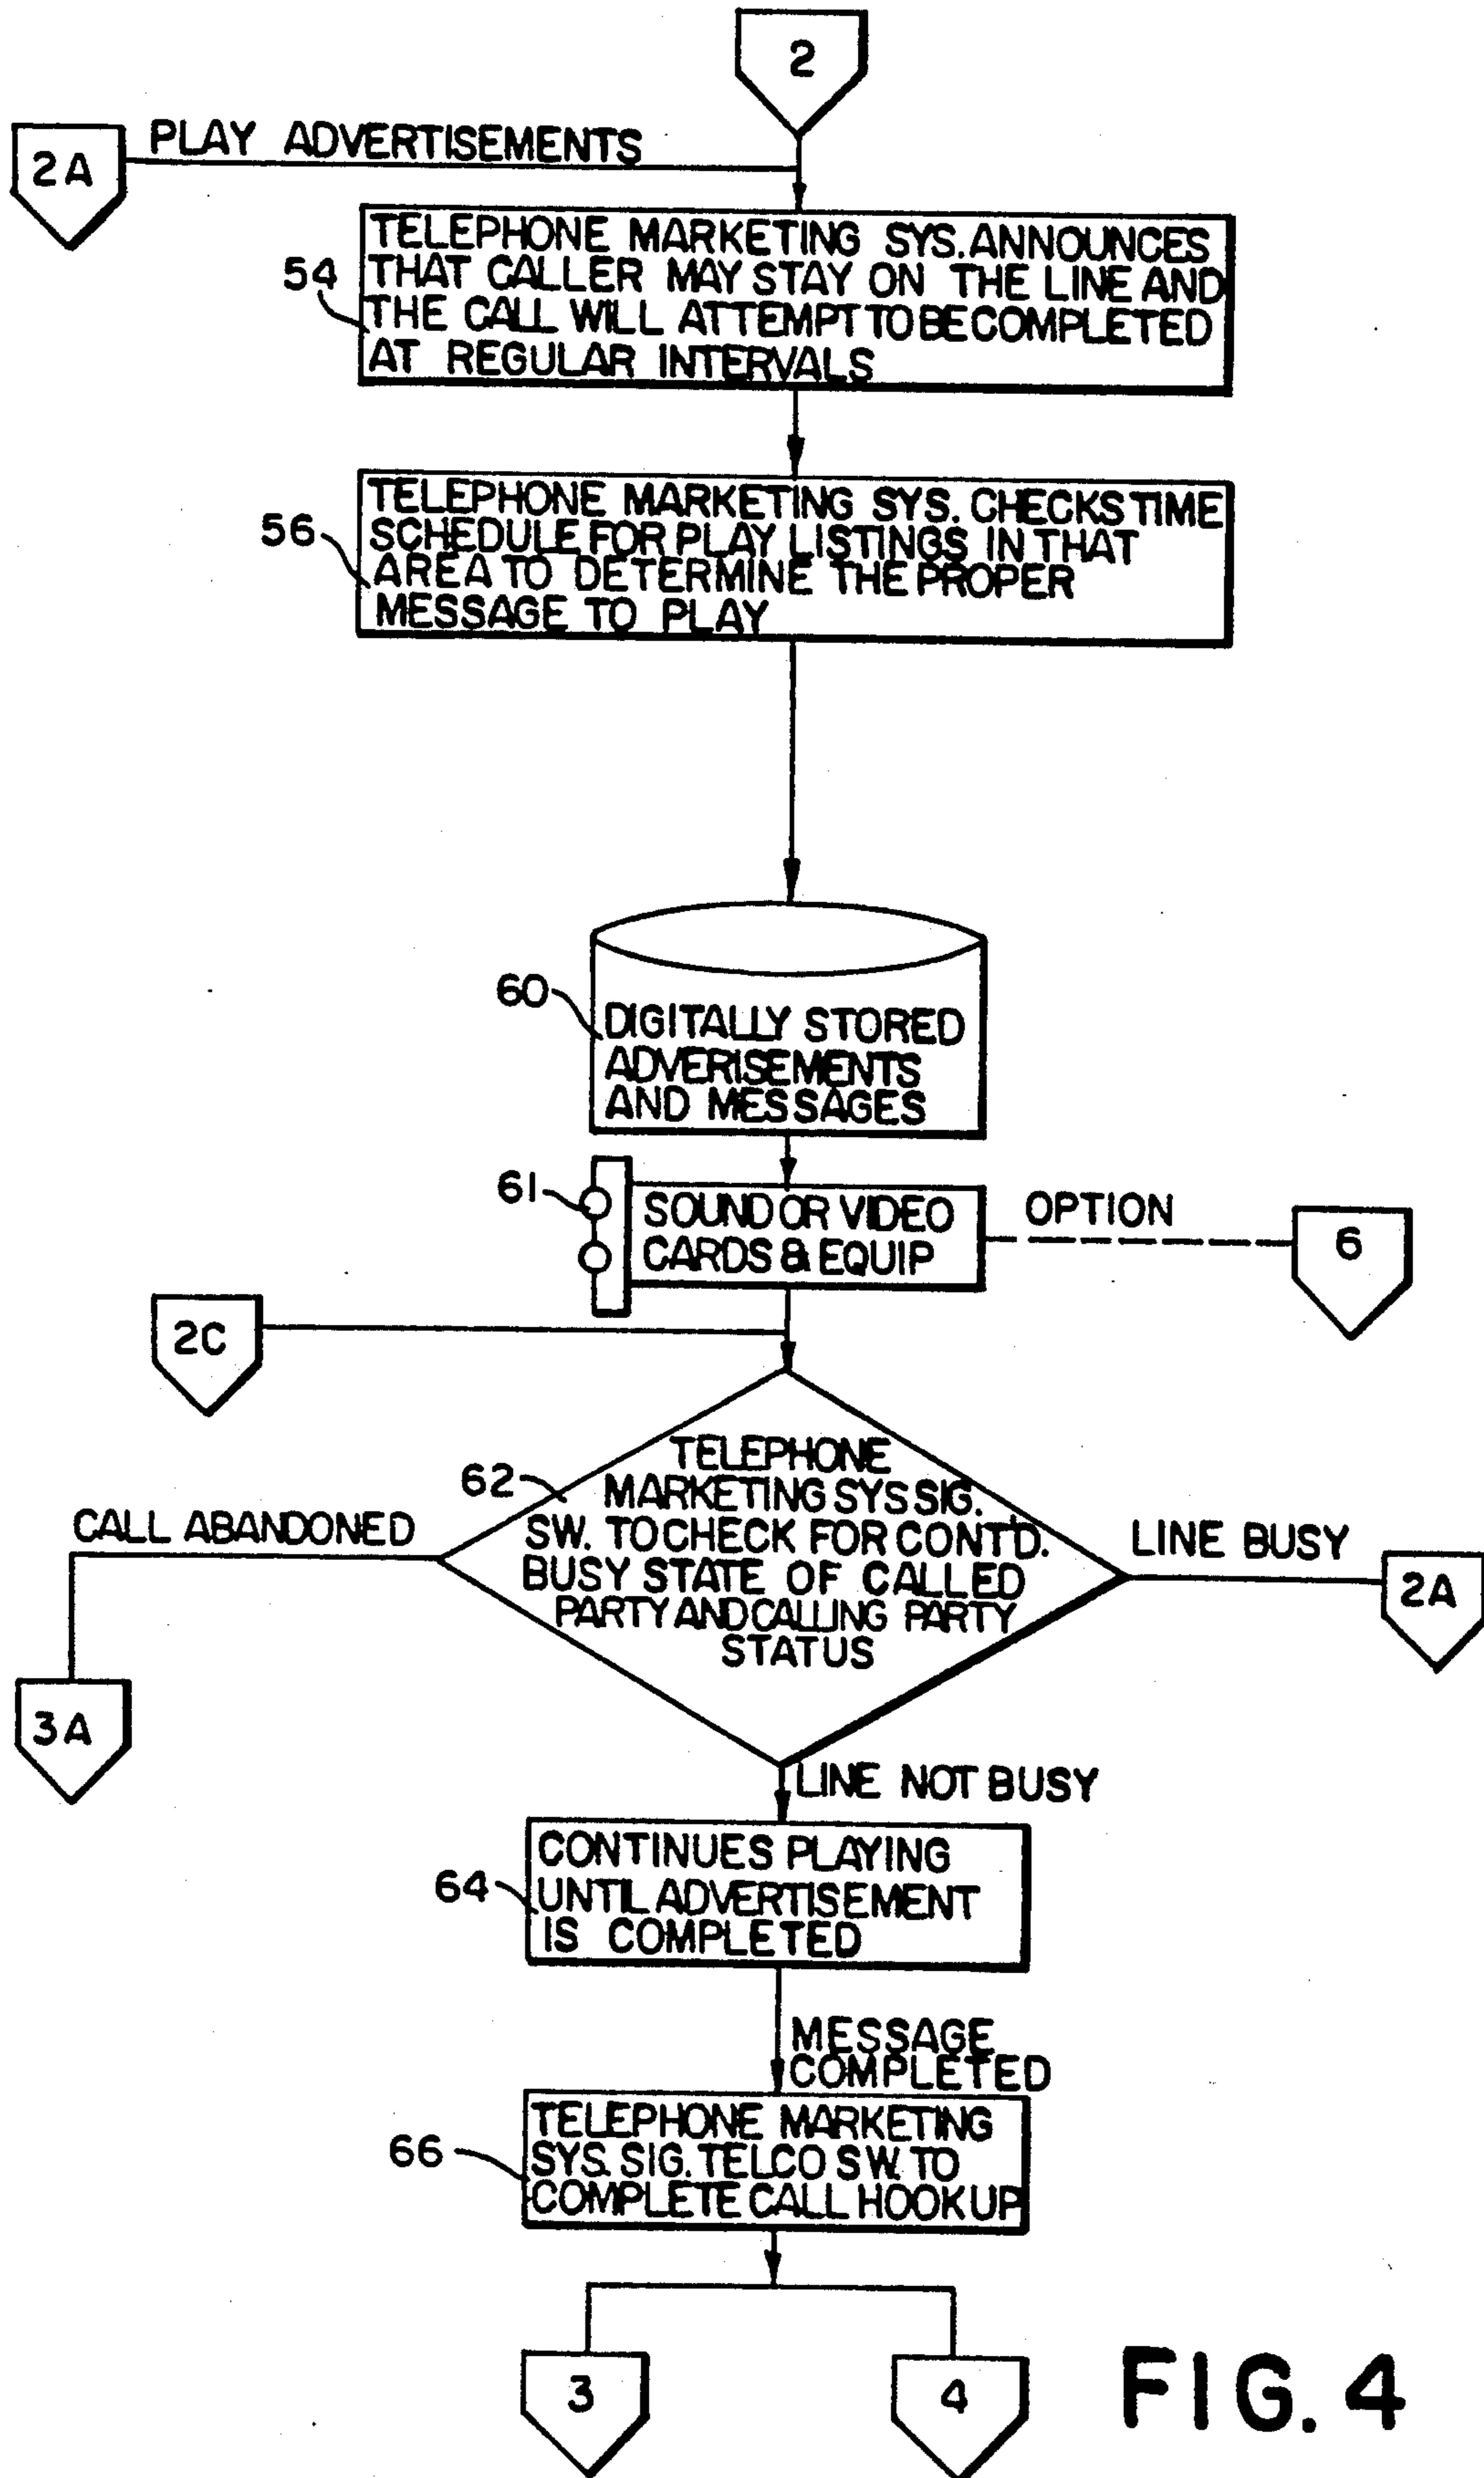 2
2A
PLAY ADVERTISEMENTS
54
TELEPHONE MARKETING SYS. ANNOUNCES
THAT CALLER MAY STAY ON THE LINE AND
THE CALL WILL ATTEMPT TO BE COMPLETED
AT REGULAR INTERVALS
56
TELEPHONE MARKETING SYS. CHECKS TIME
SCHEDULE FOR PLAY LISTINGS IN THAT
AREA TO DETERMINE THE PROPER
MESSAGE TO PLAY
60
DIGITALLY STORED
ADVERISEMENTS
AND MESSAGES
61
SOUND OR VIDEO
CARDS & EQUIP
OPTION
6
2C
62
TELEPHONE
MARKETING SYS SIG.
SW. TO CHECK FOR CONT'D.
BUSY STATE OF CALLED
PARTY AND CALLING PARTY
STATUS
CALL ABANDONED
LINE BUSY
2A
3A
LINE NOT BUSY
64
CONTINUES PLAYING
UNTIL ADVERTISEMENT
IS COMPLETED
MESSAGE
COMPLETED
66
TELEPHONE MARKETING
SYS. SIG. TELCO SW. TO
COMPLETE CALL HOOK UP
3
4
FIG. 4